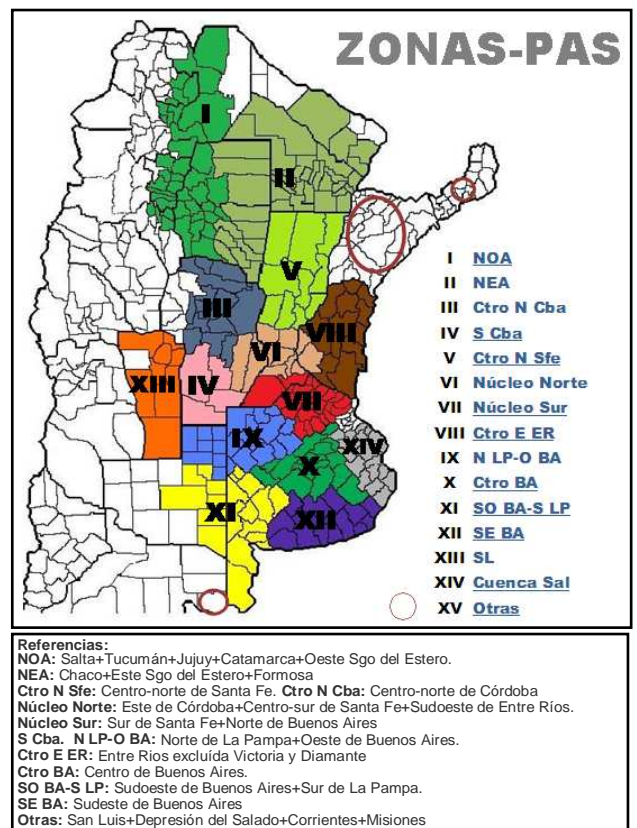 ZONAS-PAS
I
II
III
V
VI
VIII
IV
XIII
VII
IX
X
XIV
XI
XII
I NOA
II NEA
III Ctro N Cba
IV S Cba
V Ctro N Sfe
VI Núcleo Norte
VII Núcleo Sur
VIII Ctro E ER
IX N LP-O BA
X Ctro BA
XI SO BA-S LP
XII SE BA
XIII SL
XIV Cuenca Sal
XV Otras
Referencias:
NOA: Salta+Tucumán+Jujuy+Catamarca+Oeste Sgo del Estero.
NEA: Chaco+Este Sgo del Estero+Formosa
Ctro N Sfe: Centro-norte de Santa Fe. Ctro N Cba: Centro-norte de Córdoba
Núcleo Norte: Este de Córdoba+Centro-sur de Santa Fe+Sudoeste de Entre Ríos.
Núcleo Sur: Sur de Santa Fe+Norte de Buenos Aires
S Cba. N LP-O BA: Norte de La Pampa+Oeste de Buenos Aires.
Ctro E ER: Entre Rios excluída Victoria y Diamante
Ctro BA: Centro de Buenos Aires.
SO BA-S LP: Sudoeste de Buenos Aires+Sur de La Pampa.
SE BA: Sudeste de Buenos Aires
Otras: San Luis+Depresión del Salado+Corrientes+Misiones